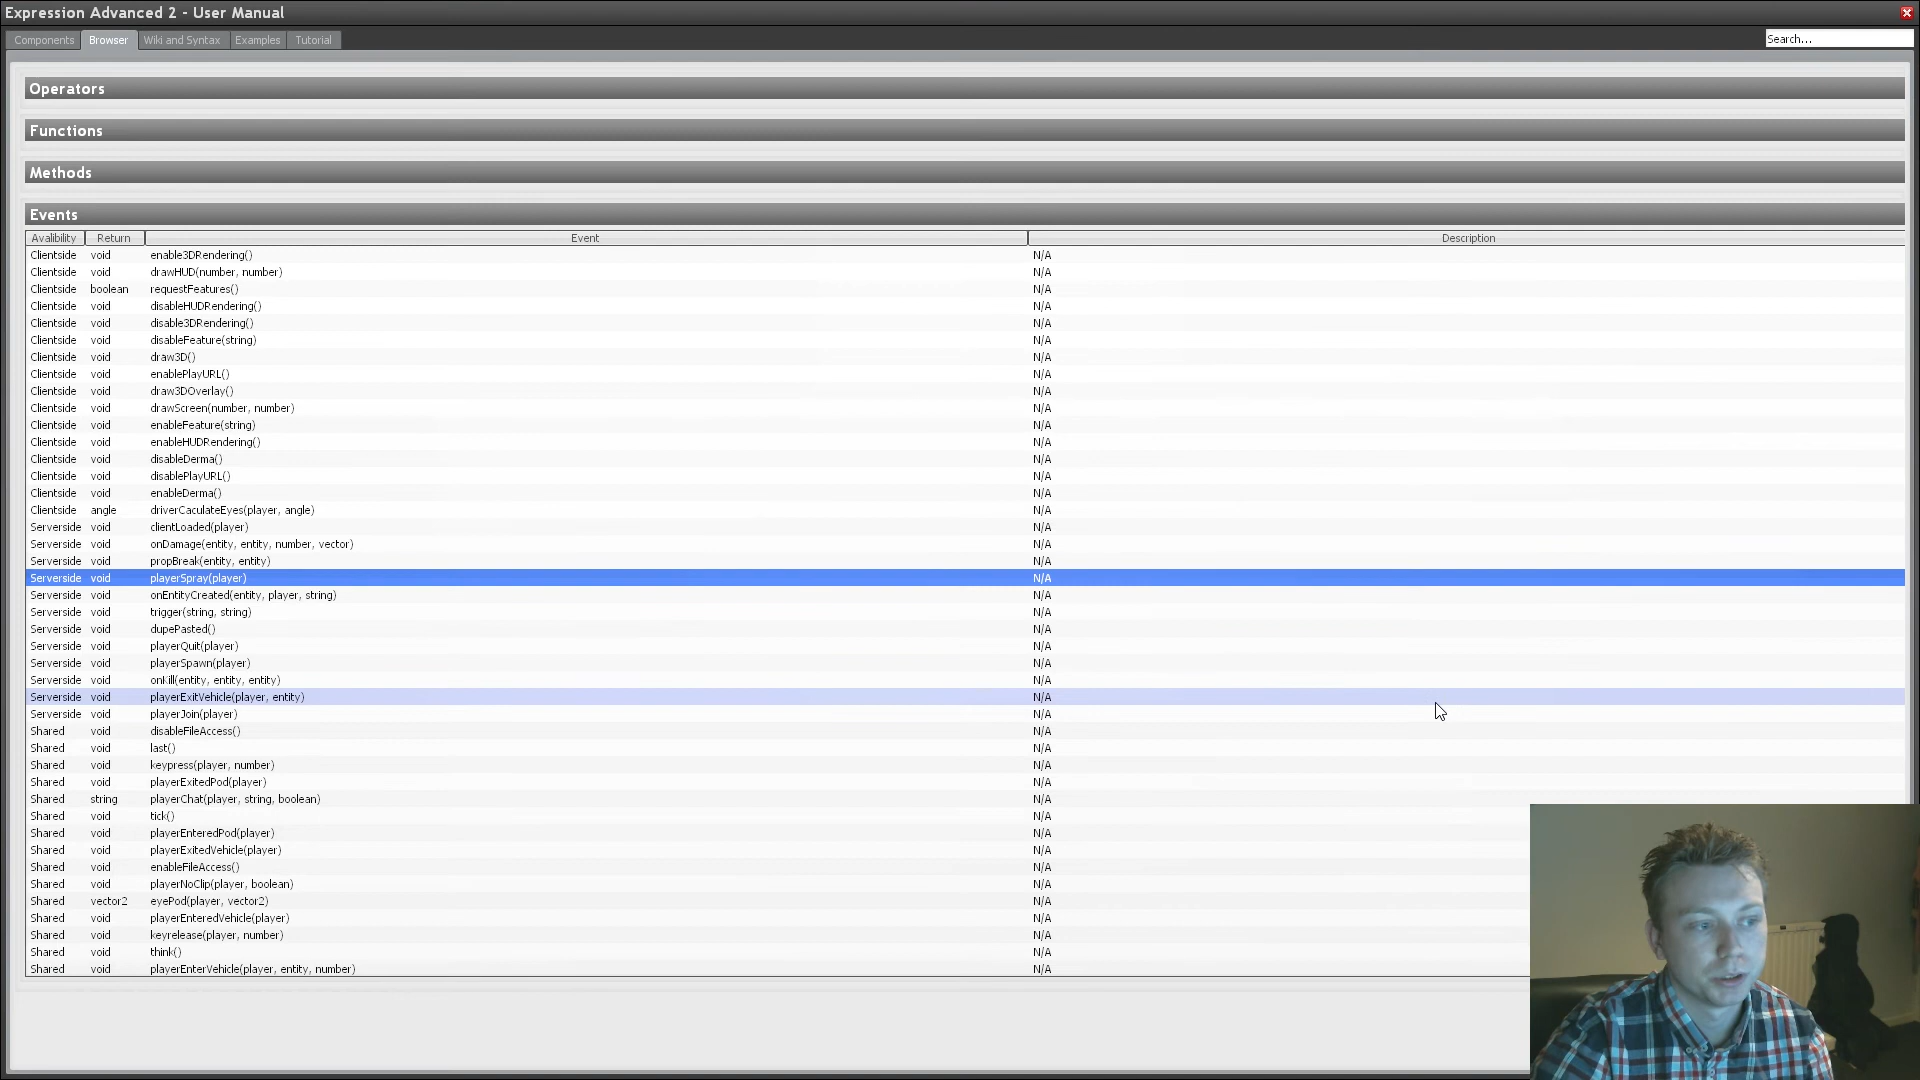 Expression Advanced 2 - User Manual
Components Browser Wiki and Syntax Examples Tutorial Search...
Operators
Functions
Methods
Events
Avalibility Return Event Description
Clientside void enable3DRendering() N/A
Clientside void drawHUD(number, number) N/A
Clientside boolean requestFeatures() N/A
Clientside void disableHUDRendering() N/A
Clientside void disable3DRendering() N/A
Clientside void disableFeature(string) N/A
Clientside void draw3D() N/A
Clientside void enablePlayURL() N/A
Clientside void draw3DOverlay() N/A
Clientside void drawScreen(number, number) N/A
Clientside void enableFeature(string) N/A
Clientside void enableHUDRendering() N/A
Clientside void disableDerma() N/A
Clientside void disablePlayURL() N/A
Clientside void enableDerma() N/A
Clientside angle driverCaculateEyes(player, angle) N/A
Serverside void clientLoaded(player) N/A
Serverside void onDamage(entity, entity, number, vector) N/A
Serverside void propBreak(entity, entity) N/A
Serverside void playerSpray(player) N/A
Serverside void onEntityCreated(entity, player, string) N/A
Serverside void trigger(string, string) N/A
Serverside void dupePasted() N/A
Serverside void playerQuit(player) N/A
Serverside void playerSpawn(player) N/A
Serverside void onKill(entity, entity, entity) N/A
Serverside void playerExitVehicle(player, entity) N/A
Serverside void playerJoin(player) N/A
Shared void disableFileAccess() N/A
Shared void last() N/A
Shared void keypress(player, number) N/A
Shared void playerExitedPod(player) N/A
Shared string playerChat(player, string, boolean) N/A
Shared void tick() N/A
Shared void playerEnteredPod(player) N/A
Shared void playerExitedVehicle(player) N/A
Shared void enableFileAccess() N/A
Shared void playerNoClip(player, boolean) N/A
Shared vector2 eyePod(player, vector2) N/A
Shared void playerEnteredVehicle(player) N/A
Shared void keyrelease(player, number) N/A
Shared void think() N/A
Shared void playerEnterVehicle(player, entity, number) N/A